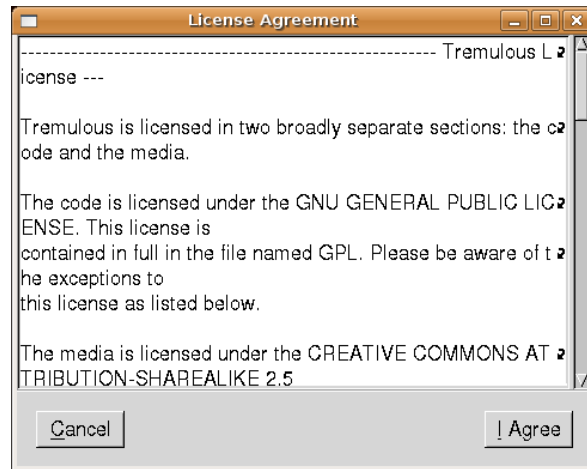 License Agreement
---------------------------------------------------------- Tremulous L
icense ---
Tremulous is licensed in two broadly separate sections: the c
ode and the media.
The code is licensed under the GNU GENERAL PUBLIC LIC
ENSE. This license is
contained in full in the file named GPL. Please be aware of t
he exceptions to
this license as listed below.
The media is licensed under the CREATIVE COMMONS AT
TRIBUTION-SHAREALIKE 2.5
Cancel
I Agree